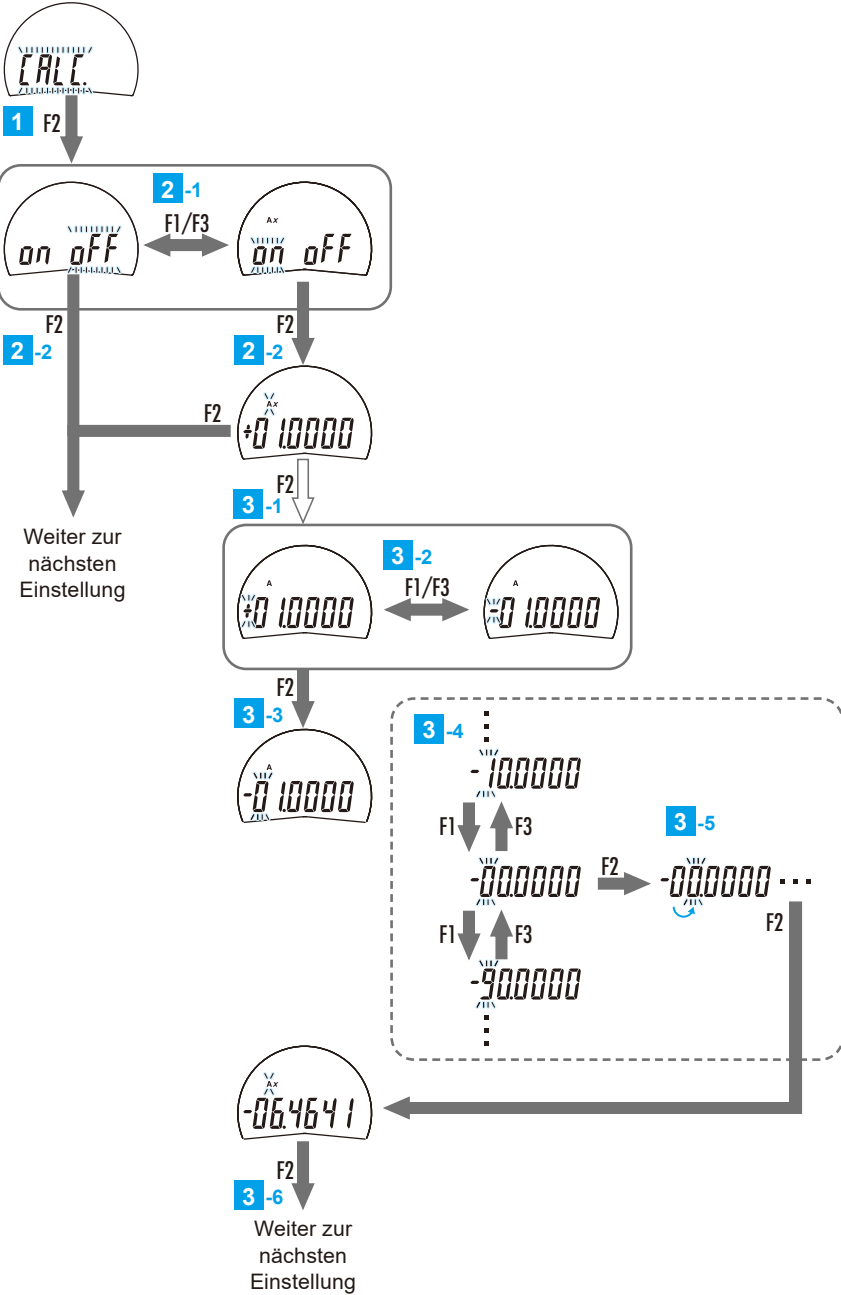 CALC.
1 F2
2 -1
F1/F3
Ax
on oFF
on oFF
F2
F2
2 -2
2 -2
Ax
F2
+01.0000
F2
3 -1
Weiter zur
nächsten
Einstellung
3 -2
A
F1/F3
A
+01.0000
-01.0000
F2
3 -3
A
-01.0000
3 -4
-10.0000
F1 F3
3 -5
-00.0000
F2
-00.0000 ...
F1 F3
F2
-90.0000
Ax
-06.4641
F2
3 -6
Weiter zur
nächsten
Einstellung